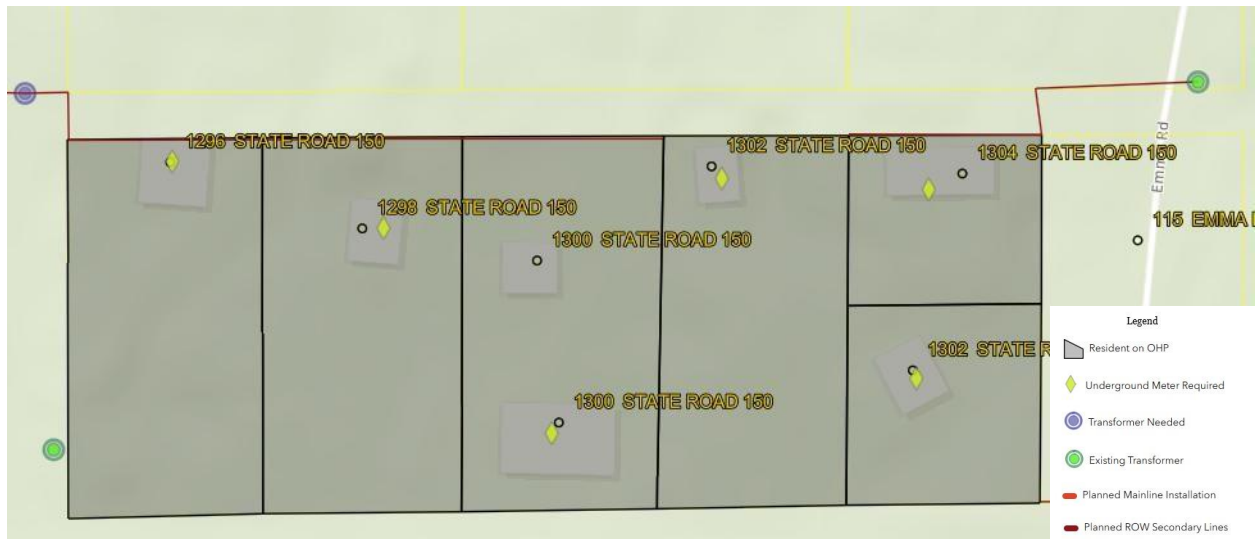 1296 STATE ROAD 150
1302 STATE ROAD 150
1304 STATE ROAD 150
Emm Rd
1298 STATE ROAD 150
115 EMMA
1300 STATE ROAD 150
1302 STATE R
1300 STATE ROAD 150
Legend
Resident on OHP
Underground Meter Required
Transformer Needed
Existing Transformer
Planned Mainline Installation
Planned ROW Secondary Lines